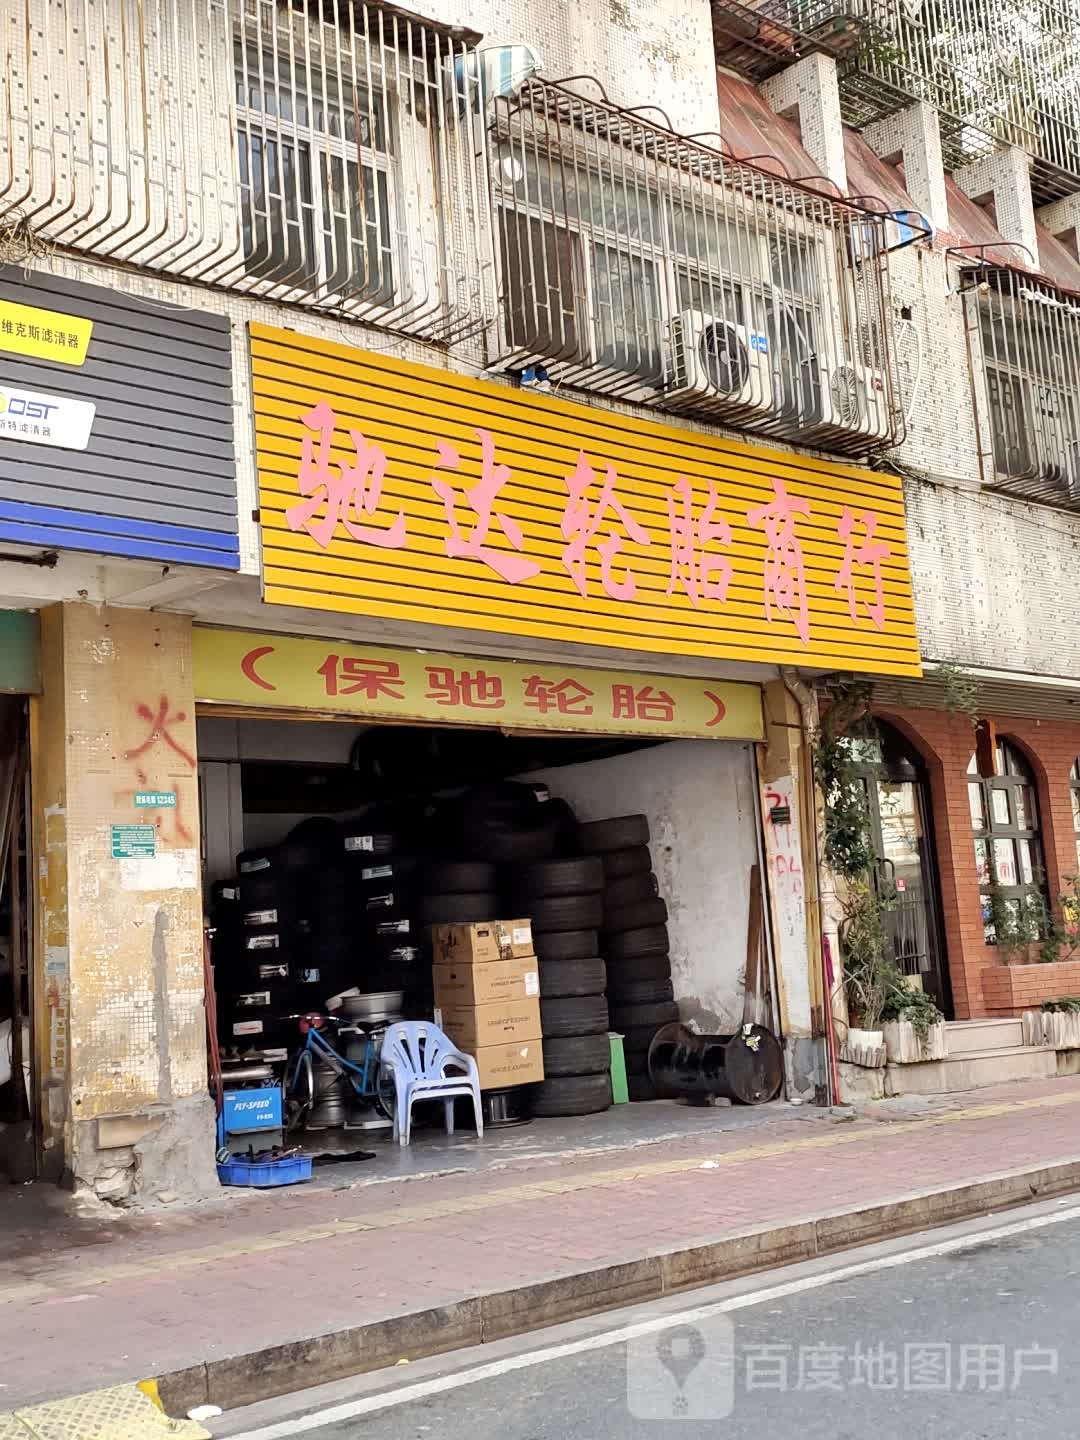 维克斯滤清器
OST
斯特滤清器
驰达轮胎商行
(保驰轮胎)
火
12345
FLY-SPEED
百度地图用户